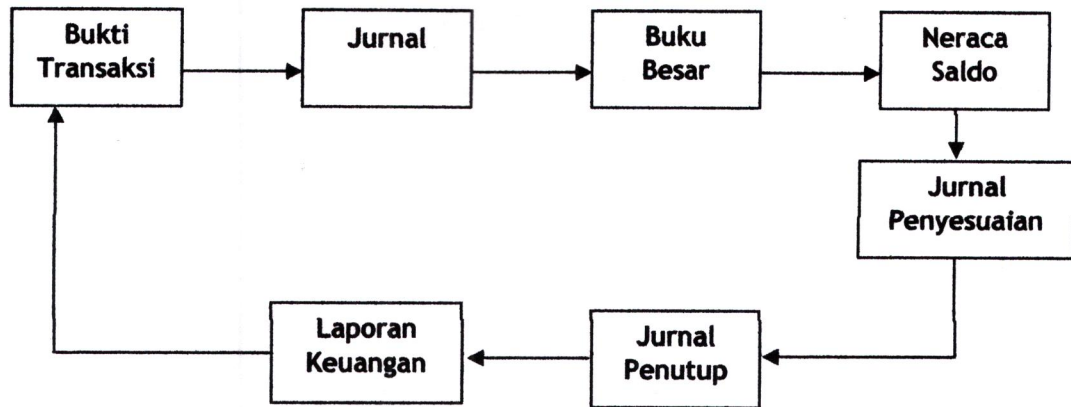 Bukti
Transaksi
Jurnal
Buku
Besar
Neraca
Saldo
Jurnal
Penyesuaian
Jurnal
Penutup
Laporan
Keuangan